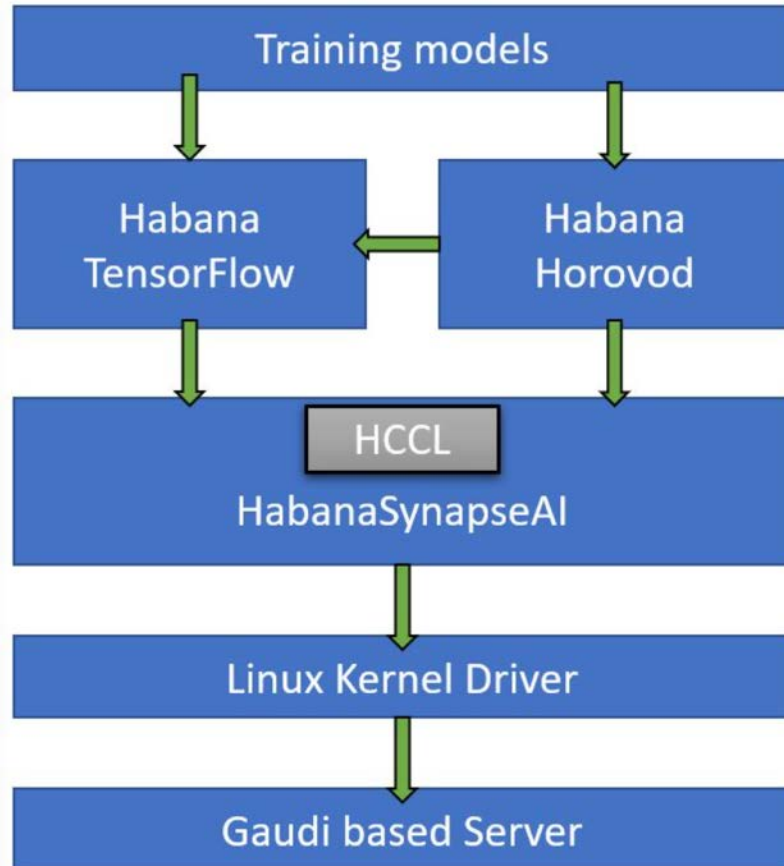 Training models
Habana
TensorFlow
Habana
Horovod
HCCL
HabanaSynapseAI
Linux Kernel Driver
Gaudi based Server